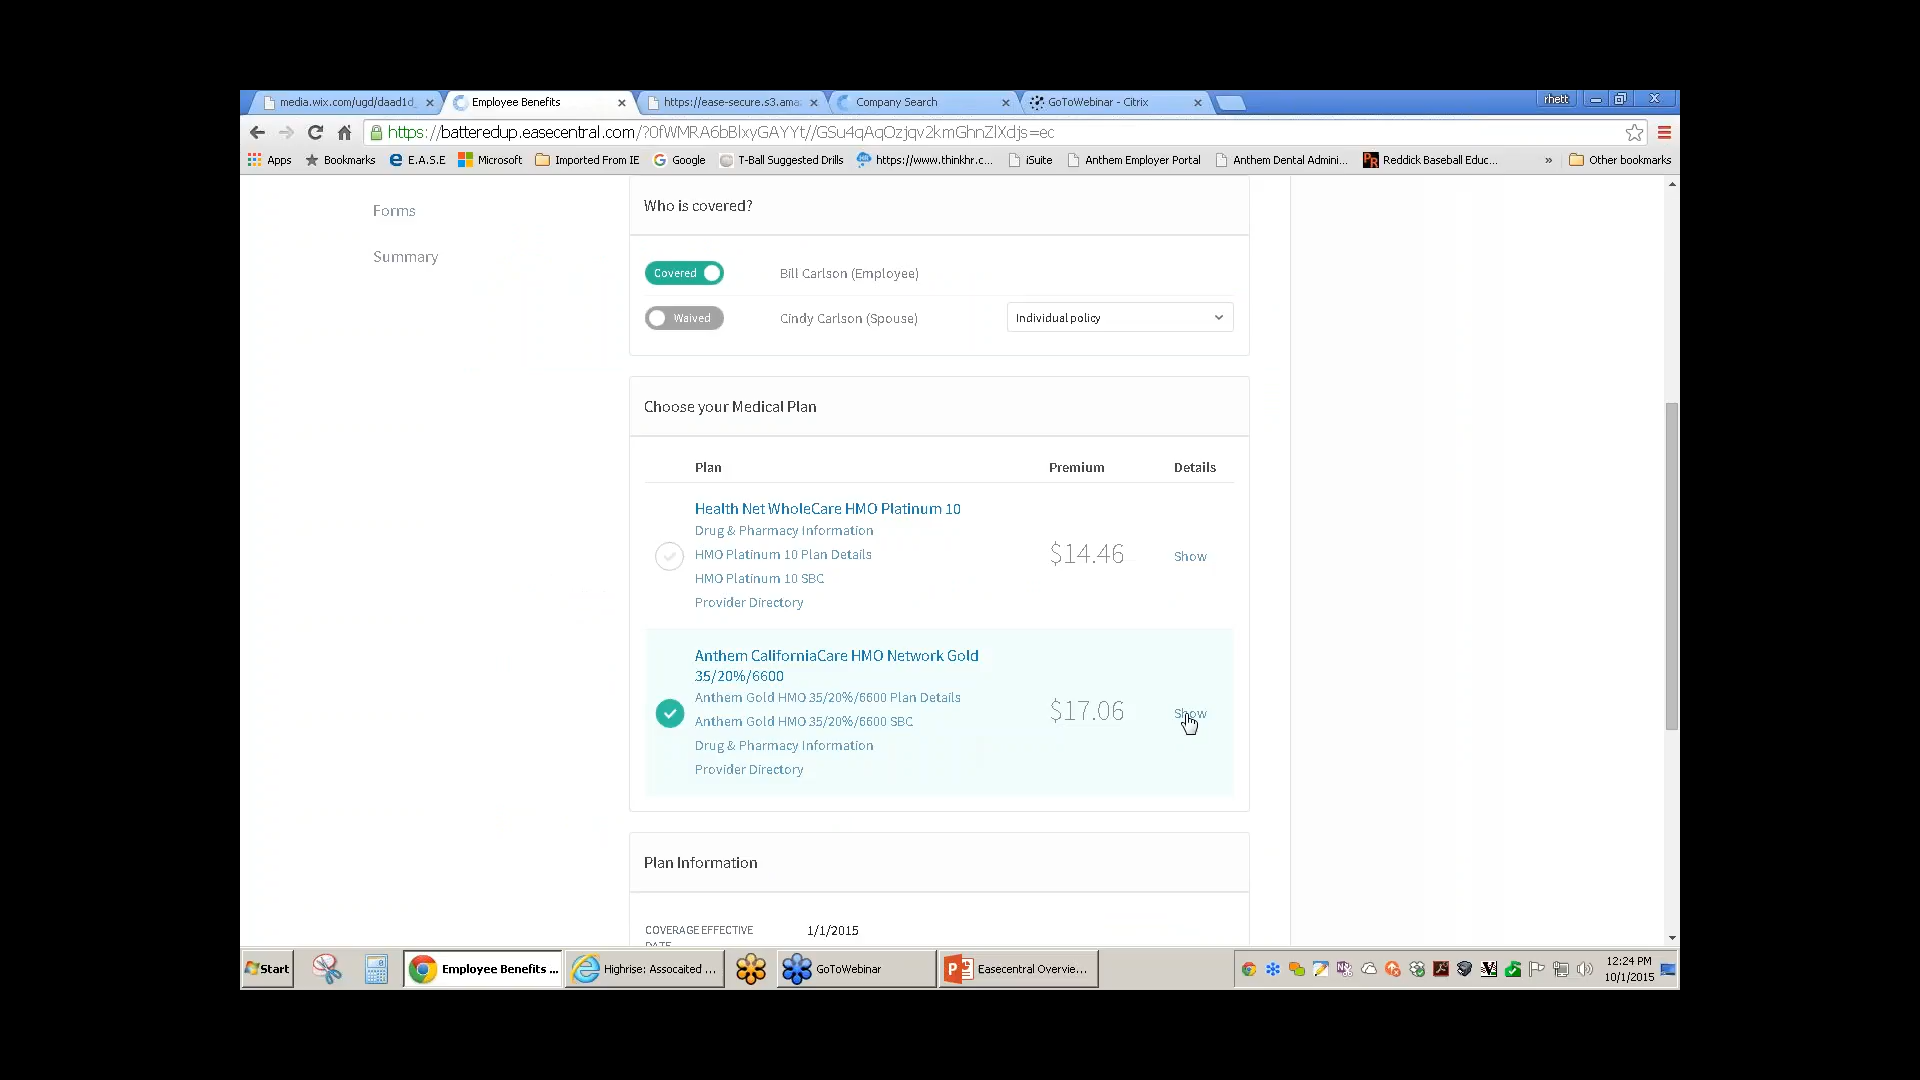 media.wix.com/ugd/daad1d_
Employee Benefits
https://ease-secure.s3.ama
Company Search
GoToWebinar - Citrix
rhett
https://batteredup.easecentral.com/?0fWMRA6bBlxyGAYYt//GSu4qAqOzjqv2kmGhnZlXdjs=ec
Apps
Bookmarks
E.A.S.E
Microsoft
Imported From IE
Google
T-Ball Suggested Drills
https://www.thinkhr.c...
iSuite
Anthem Employer Portal
Anthem Dental Admini...
Reddick Baseball Educ...
»
Other bookmarks
Forms
Summary
Who is covered?
Covered
Bill Carlson (Employee)
Waived
Cindy Carlson (Spouse)
Individual policy
Choose your Medical Plan
Plan
Premium
Details
Health Net WholeCare HMO Platinum 10
Drug & Pharmacy Information
HMO Platinum 10 Plan Details
HMO Platinum 10 SBC
Provider Directory
$14.46
Show
Anthem CaliforniaCare HMO Network Gold
35/20%/6600
Anthem Gold HMO 35/20%/6600 Plan Details
Anthem Gold HMO 35/20%/6600 SBC
Drug & Pharmacy Information
Provider Directory
$17.06
Show
Plan Information
COVERAGE EFFECTIVE
DATE
1/1/2015
Start
Employee Benefits ...
Highrise: Assocaited ...
GoToWebinar
Easecentral Overvie...
12:24 PM
10/1/2015